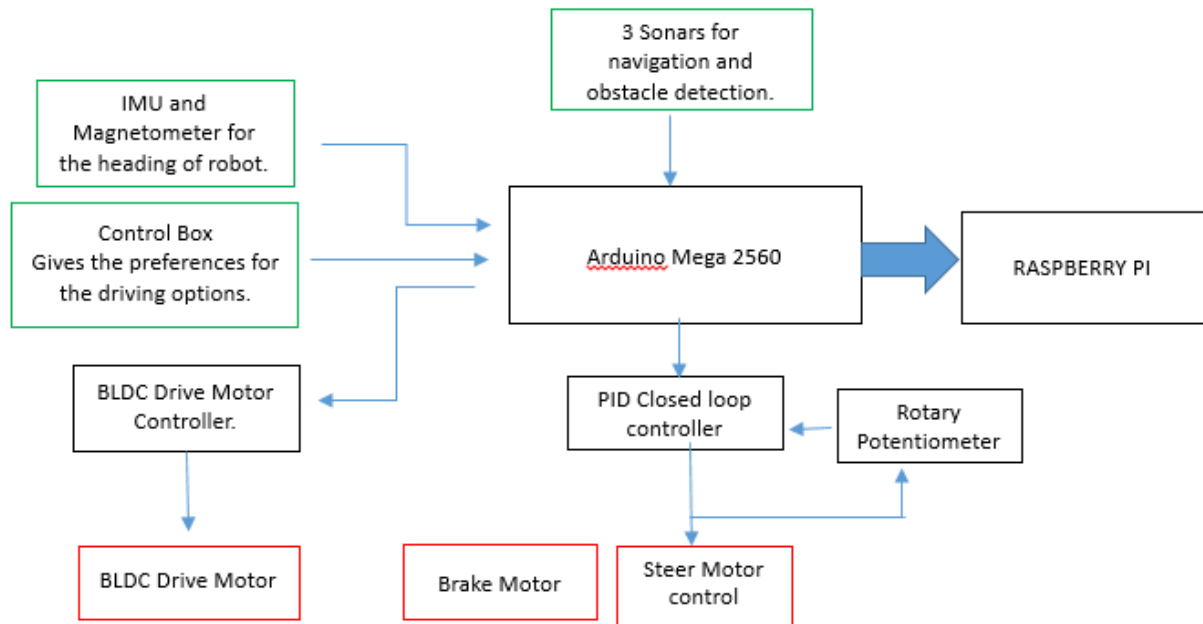 3 Sonars for
navigation and
obstacle detection.
IMU and
Magnetometer for
the heading of robot.
Control Box
Gives the preferences for
the driving options.
Arduino Mega 2560
RASPBERRY PI
BLDC Drive Motor
Controller.
PID Closed loop
controller
Rotary
Potentiometer
BLDC Drive Motor
Brake Motor
Steer Motor
control